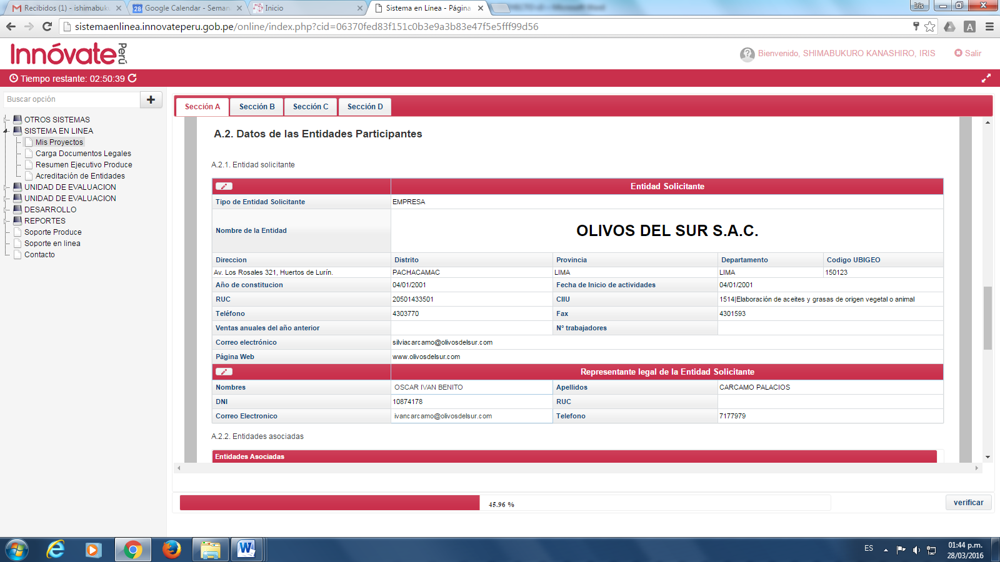 Recibidos (1) - ishimabuku
Google Calendar - Seman
Inicio
Sistema en Línea - Página
Iris
sistemaenlinea.innovateperu.gob.pe/online/index.php?cid=06370fed83f151c0b3e9a3b83e47f5e5fff99d56
Innóvate Perú
Bienvenido, SHIMABUKURO KANASHIRO, IRIS
Salir
Tiempo restante: 02:50:39
Buscar opción
OTROS SISTEMAS
SISTEMA EN LINEA
Mis Proyectos
Carga Documentos Legales
Resumen Ejecutivo Produce
Acreditación de Entidades
UNIDAD DE EVALUACION
UNIDAD DE EVALUACION
DESARROLLO
REPORTES
Soporte Produce
Soporte en linea
Contacto
Sección A Sección B Sección C Sección D
A.2. Datos de las Entidades Participantes
A.2.1. Entidad solicitante
Entidad Solicitante
Tipo de Entidad Solicitante EMPRESA
Nombre de la Entidad OLIVOS DEL SUR S.A.C.
Direccion Distrito Provincia Departamento Codigo UBIGEO
Av. Los Rosales 321, Huertos de Lurín. PACHACAMAC LIMA LIMA 150123
Año de constitucion 04/01/2001 Fecha de Inicio de actividades 04/01/2001
RUC 20501433501 CIIU 1514|Elaboración de aceites y grasas de origen vegetal o animal
Teléfono 4303770 Fax 4301593
Ventas anuales del año anterior N° trabajadores
Correo electrónico silviacarcamo@olivosdelsur.com
Página Web www.olivosdelsur.com
Representante legal de la Entidad Solicitante
Nombres OSCAR IVAN BENITO Apellidos CARCAMO PALACIOS
DNI 10874178 RUC
Correo Electronico ivancarcamo@olivosdelsur.com Telefono 7177979
A.2.2. Entidades asociadas
Entidades Asociadas
45.96 %
verificar
ES
01:44 p.m.
28/03/2016